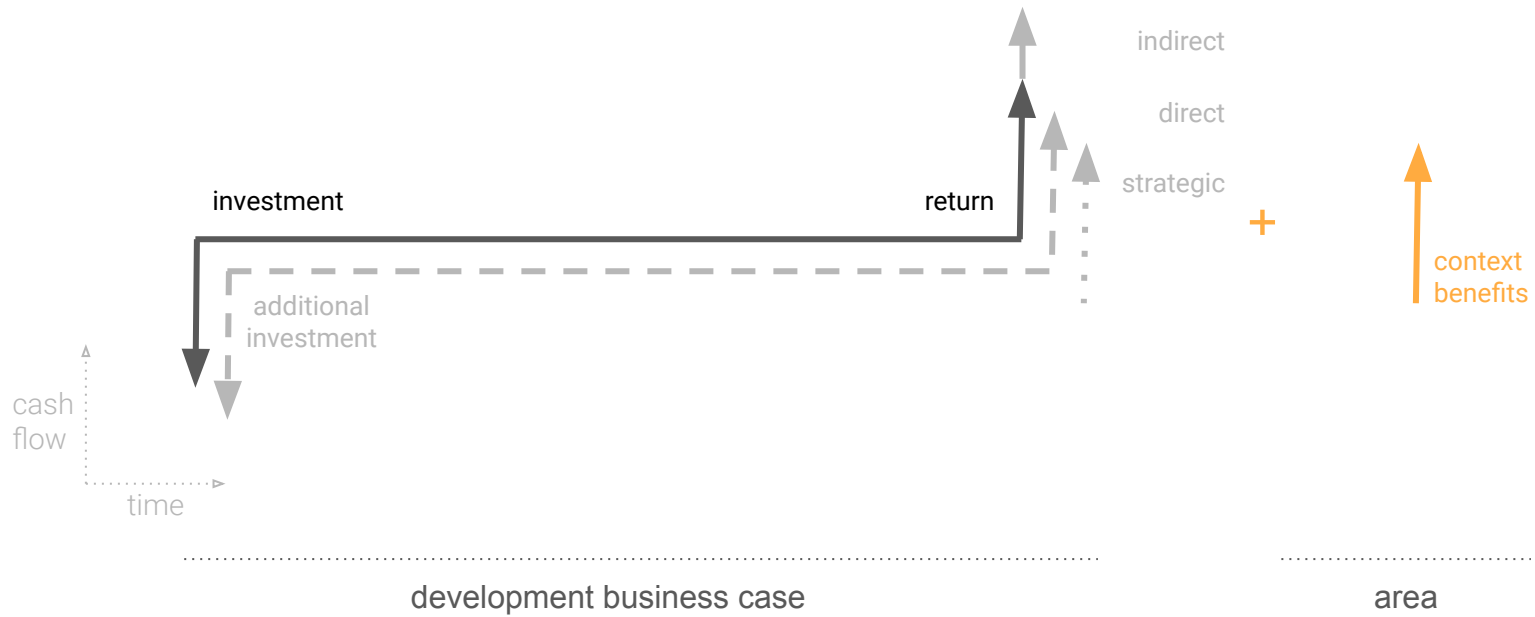 indirect
direct
strategic
investment
return
+
context
benefits
additional
investment
cash
flow
time
development business case
area